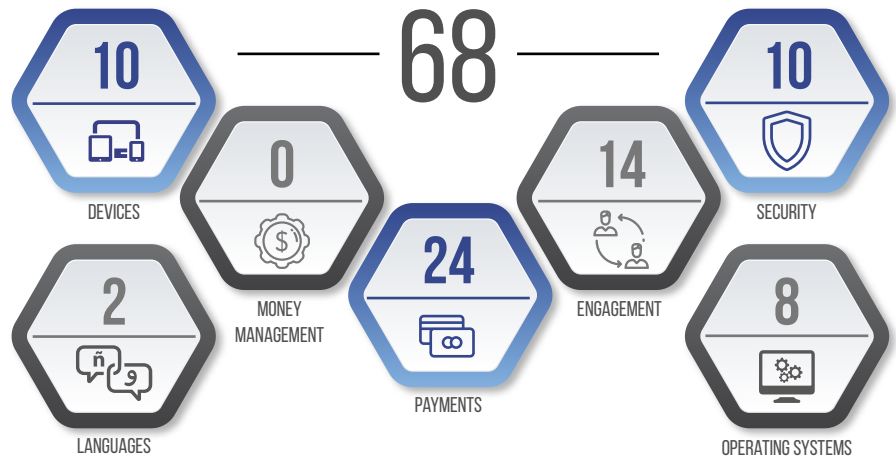 68
10
DEVICES
0
$
MONEY
MANAGEMENT
24
PAYMENTS
14
ENGAGEMENT
10
SECURITY
2
ñ
و
LANGUAGES
8
OPERATING SYSTEMS